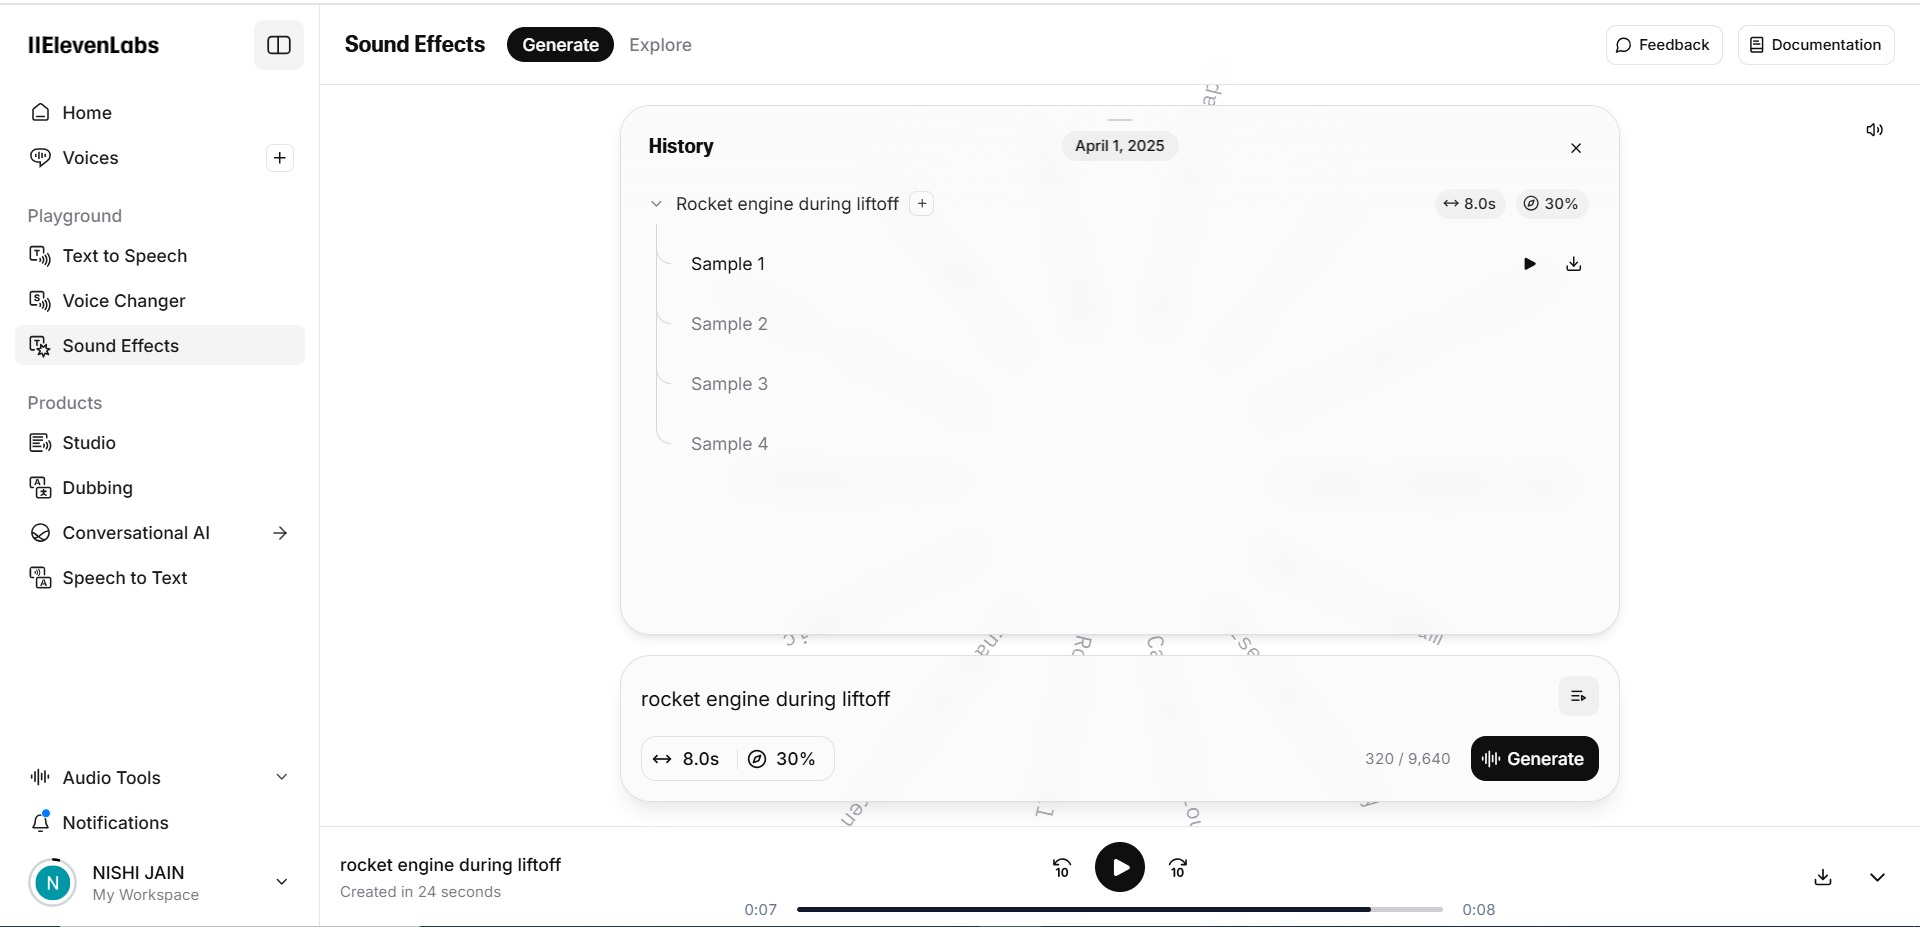 IIElevenLabs
Home
Voices
Playground
Text to Speech
Voice Changer
Sound Effects
Products
Studio
Dubbing
Conversational AI
Speech to Text
Audio Tools
Notifications
N
NISHI JAIN
My Workspace
Sound Effects
Generate
Explore
Feedback
Documentation
History
April 1, 2025
Rocket engine during liftoff
8.0s
30%
Sample 1
Sample 2
Sample 3
Sample 4
rocket engine during liftoff
8.0s
30%
320 / 9,640
Generate
rocket engine during liftoff
Created in 24 seconds
10
10
0:07
0:08